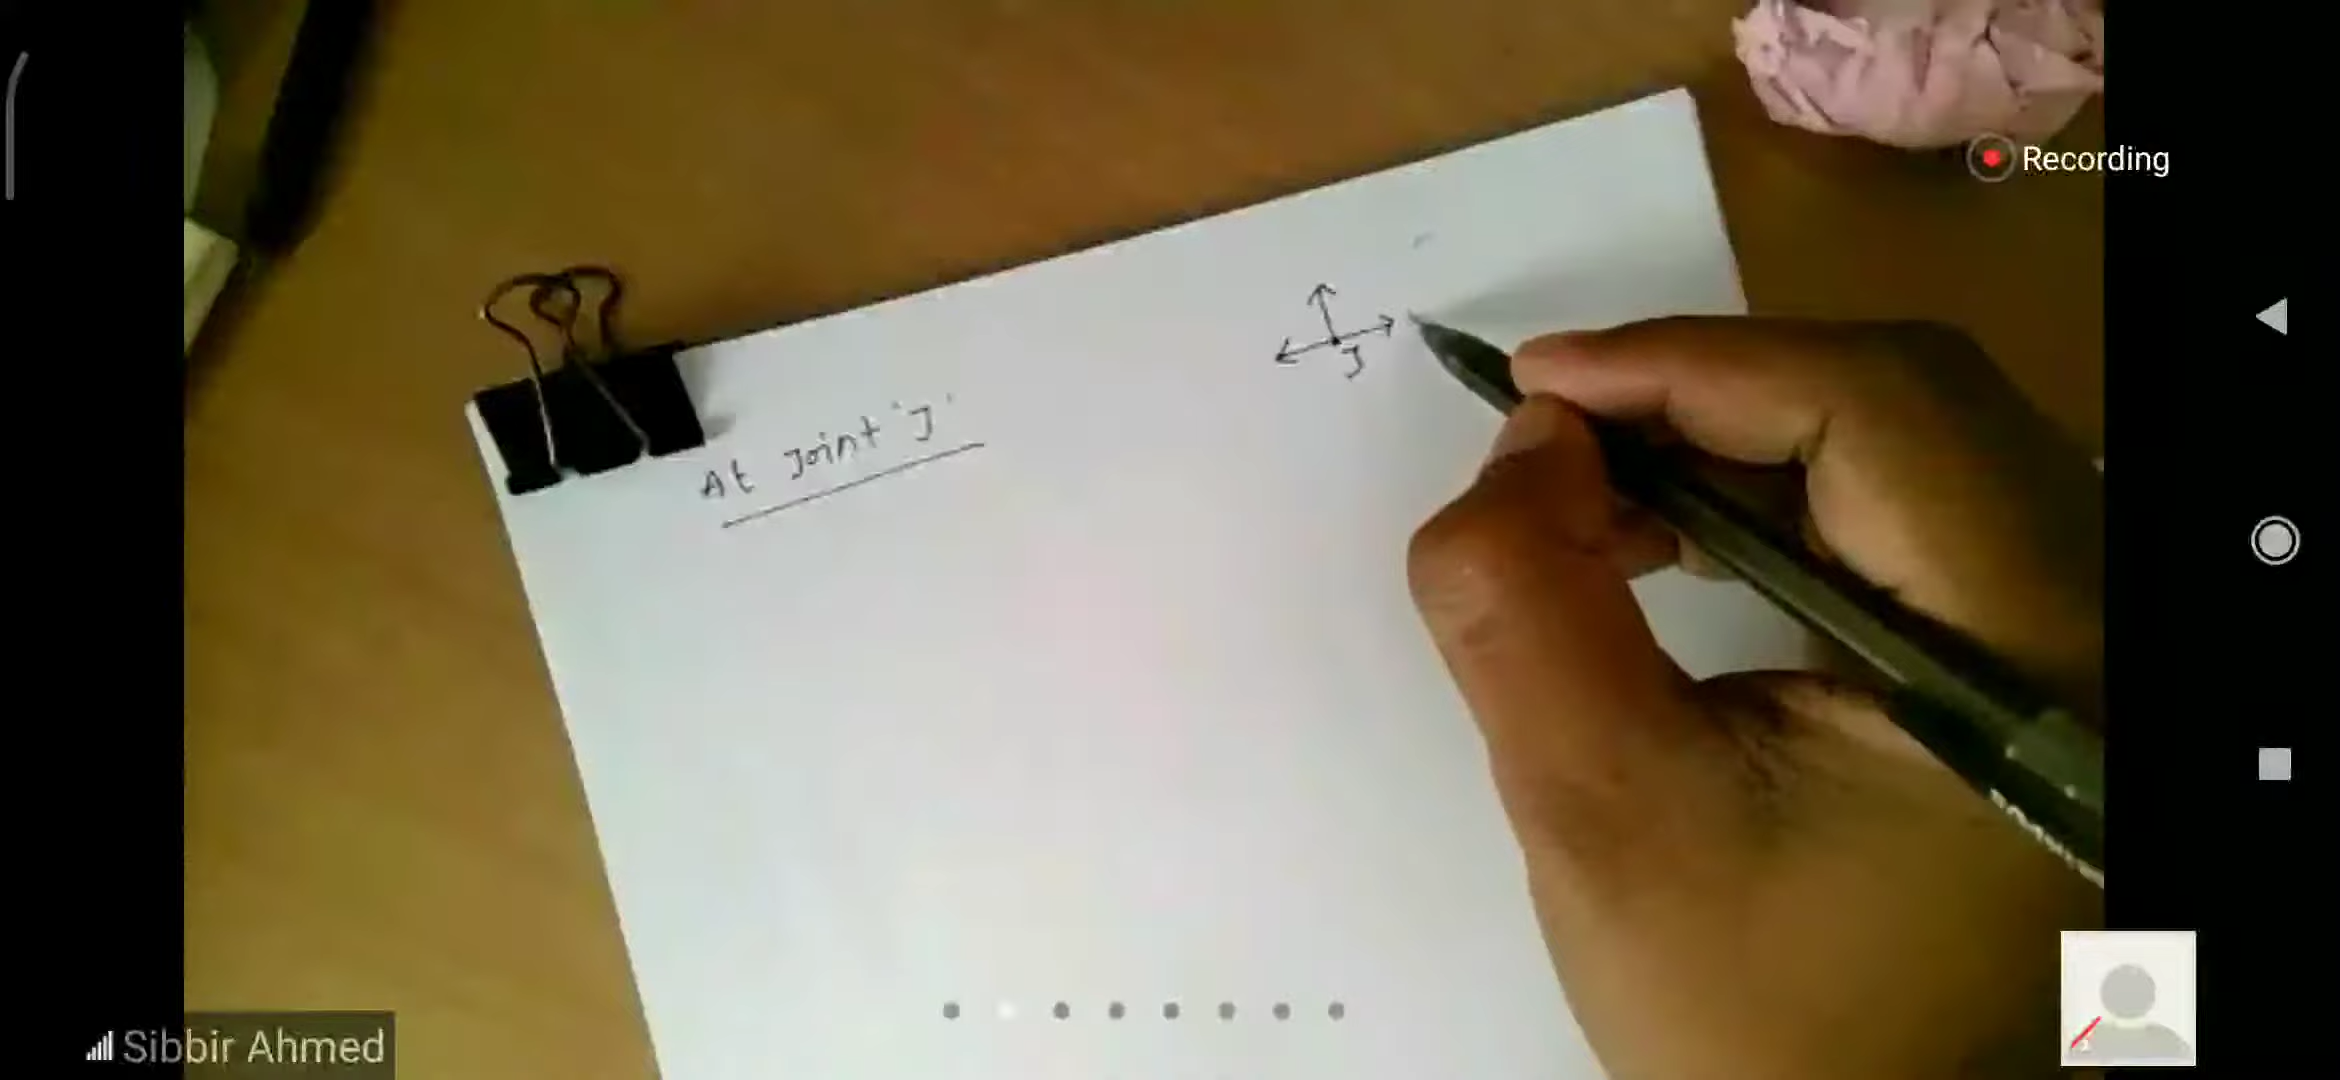 Recording
J
At Joint 'J'
Sibbir Ahmed